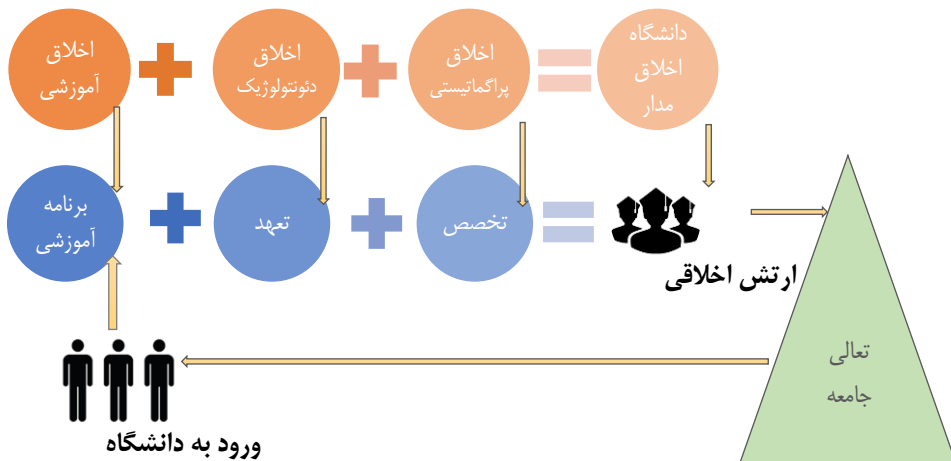 اخلاق
آموزشی
اخلاق
دئونتولوژیک
اخلاق
پراگماتیستی
دانشگاه
اخلاق
مدار
برنامه
آموزشی
تعهد
تخصص
ارتش اخلاقی
تعالی
جامعه
ورود به دانشگاه